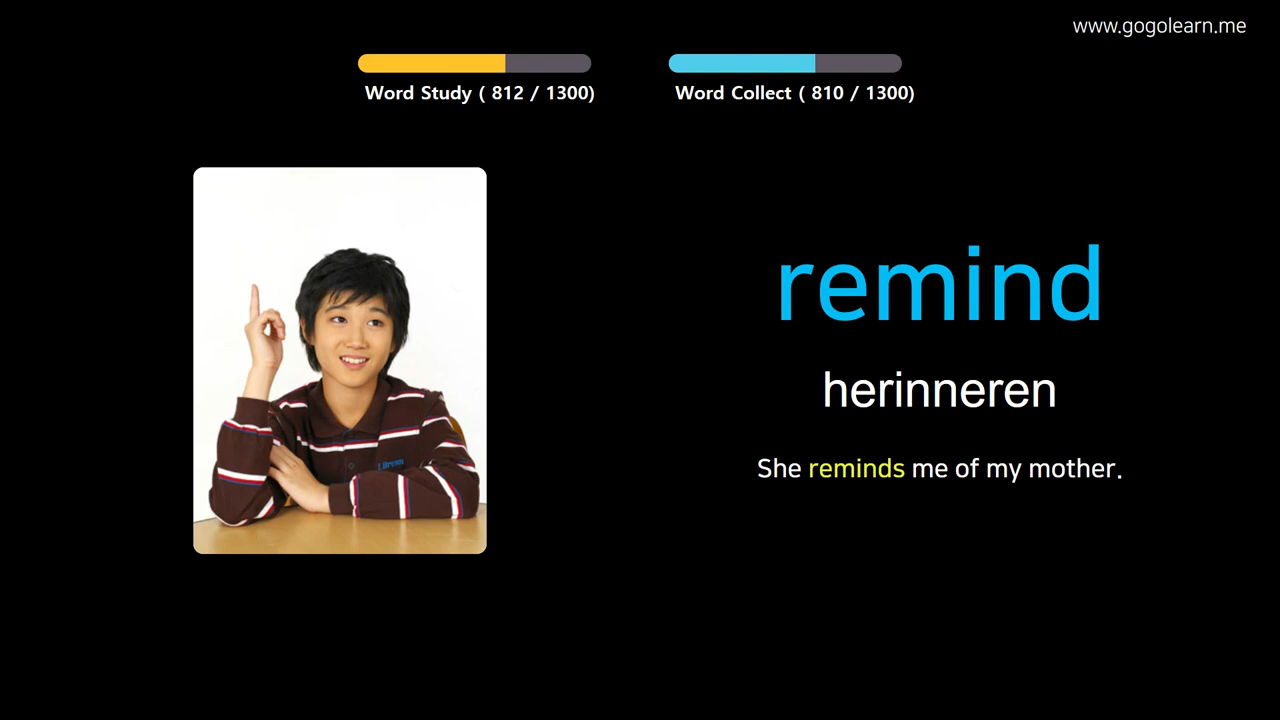 www.gogolearn.me
Word Study ( 812 / 1300)
Word Collect ( 810 / 1300)
remind
herinneren
She reminds me of my mother.